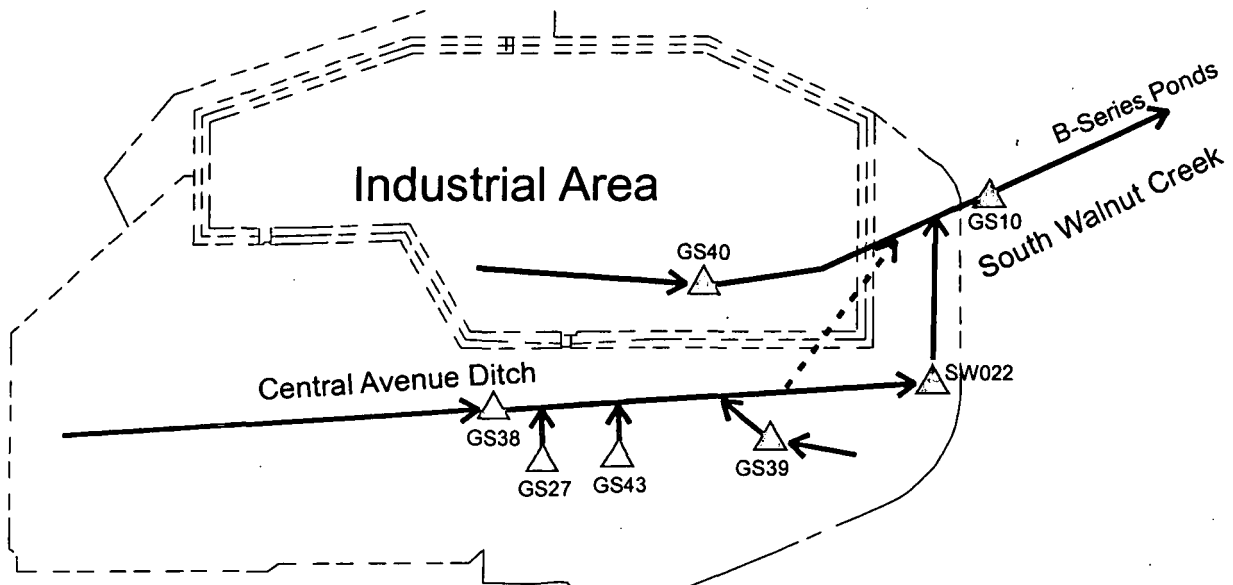 B-Series Ponds
Industrial Area
GS10
South Walnut Creek
GS40
Central Avenue Ditch
SW022
GS38
GS39
GS27
GS43